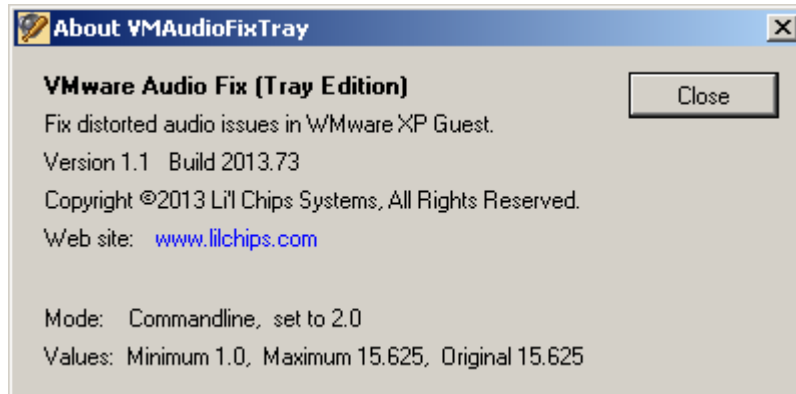 About VMAudioFixTray
VMware Audio Fix (Tray Edition)
Close
Fix distorted audio issues in WMware XP Guest.
Version 1.1 Build 2013.73
Copyright ©2013 Li'l Chips Systems, All Rights Reserved.
Web site: www.lilchips.com
Mode: Commandline, set to 2.0
Values: Minimum 1.0, Maximum 15.625, Original 15.625